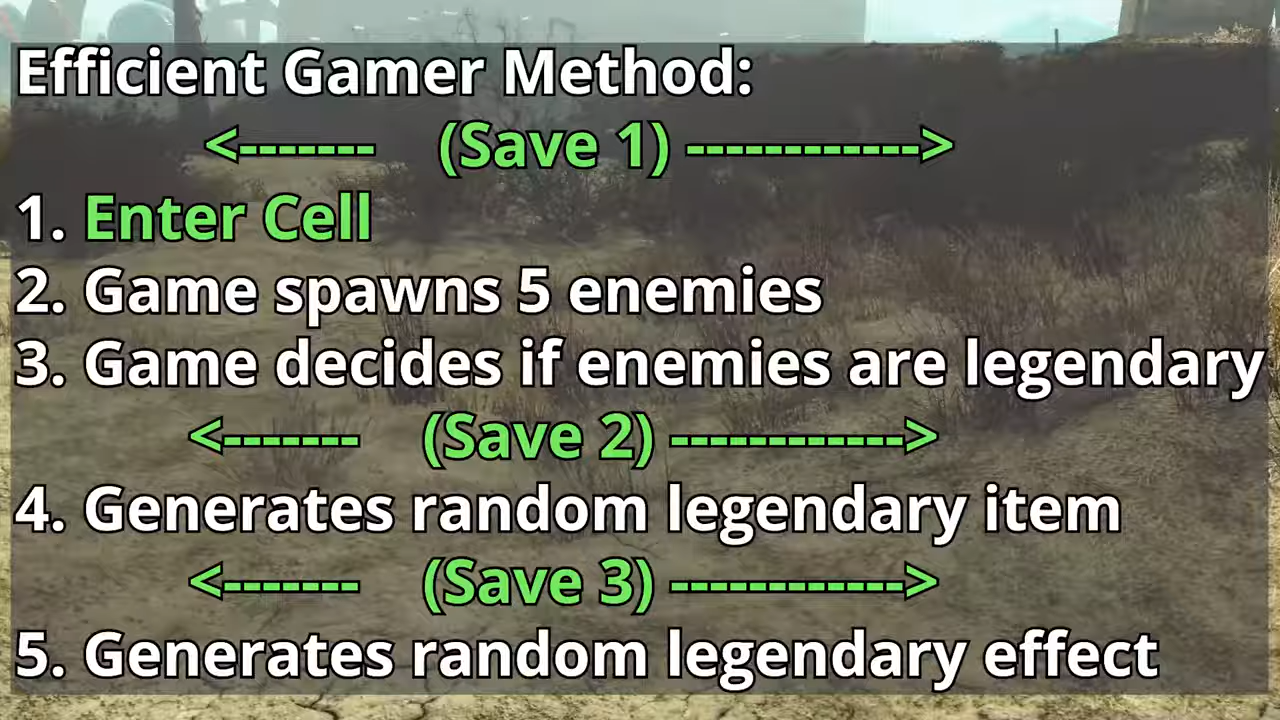 Efficient Gamer Method:
<------- (Save 1) ------------>
1. Enter Cell
2. Game spawns 5 enemies
3. Game decides if enemies are legendary
<------- (Save 2) ------------>
4. Generates random legendary item
<------- (Save 3) ------------>
5. Generates random legendary effect